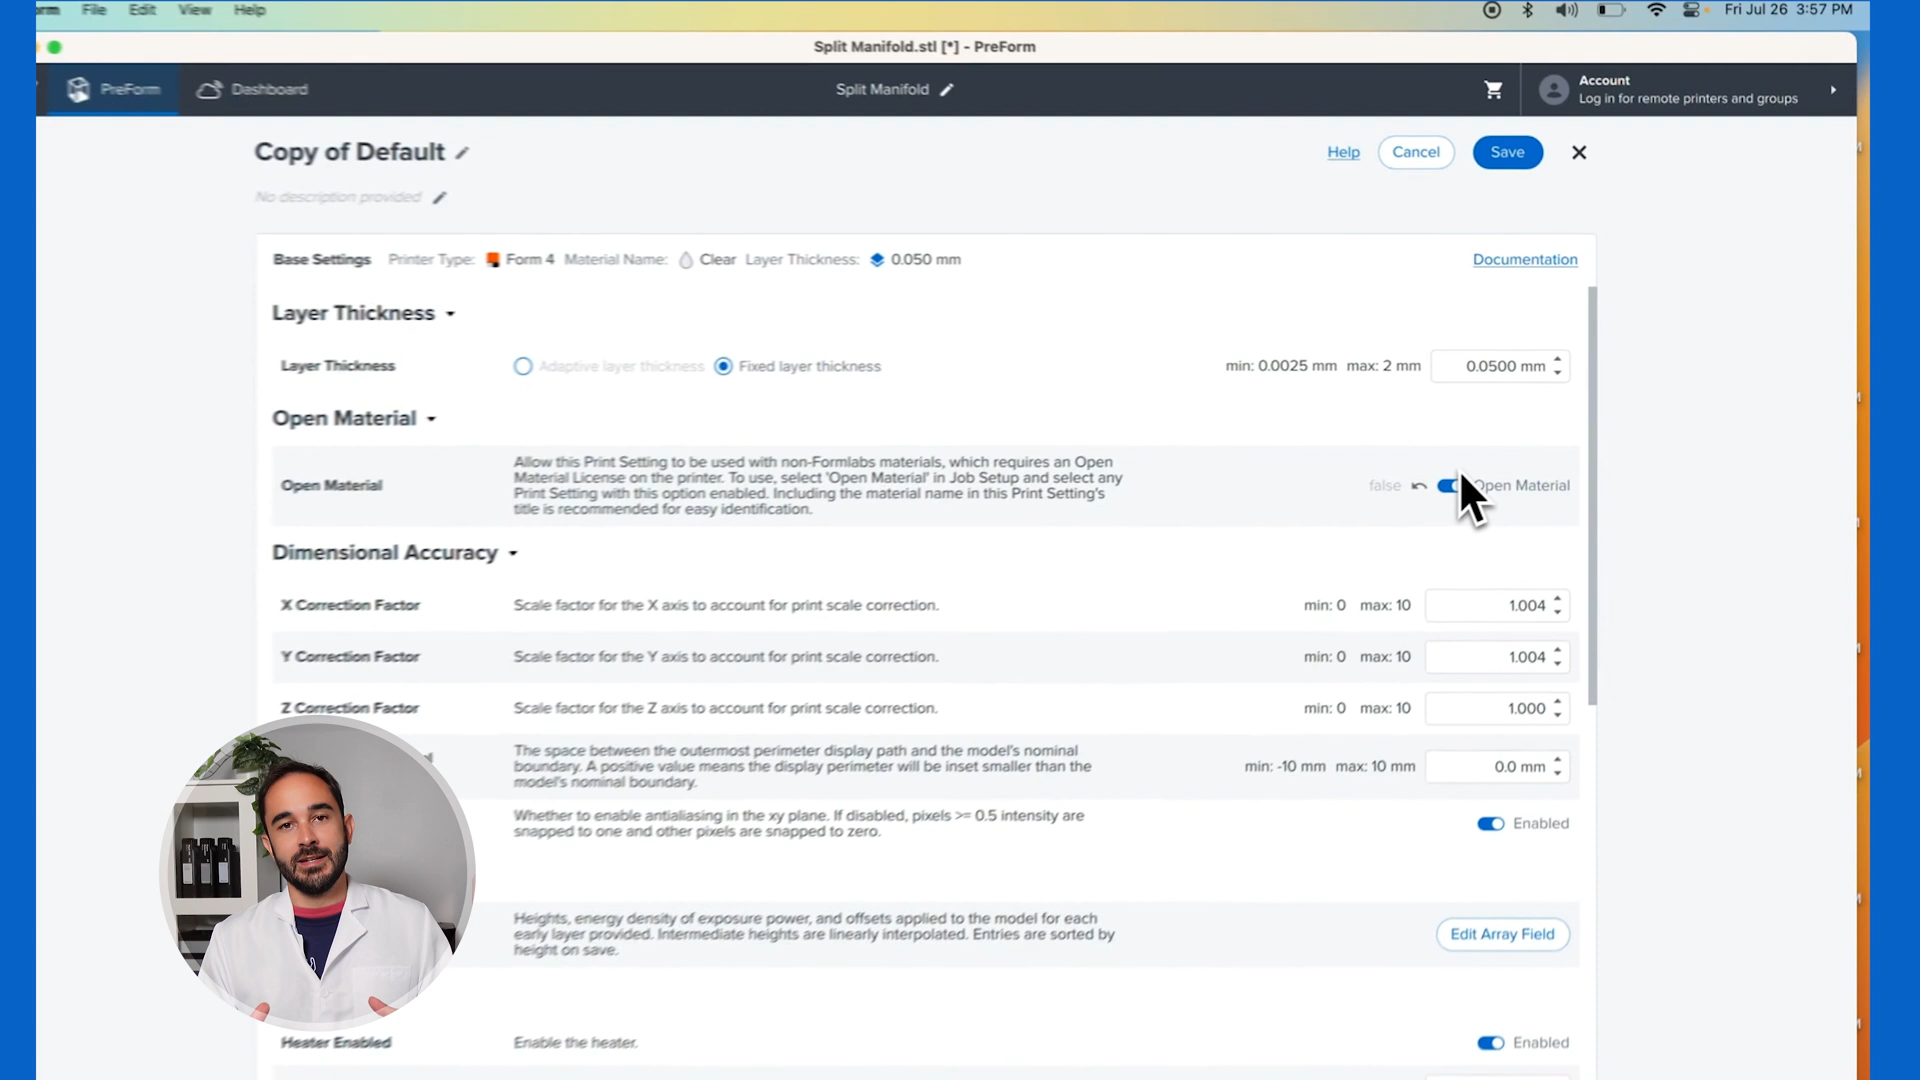 File Edit View Help Fri Jul 26 3:57 PM
Split Manifold.stl [*] - PreForm
PreForm Dashboard Split Manifold Account
Log in for remote printers and groups
Copy of Default Help Cancel Save
No description provided
Base Settings Printer Type: Form 4 Material Name: Clear Layer Thickness: 0.050 mm Documentation
Layer Thickness
Layer Thickness Adaptive layer thickness Fixed layer thickness min: 0.0025 mm max: 2 mm 0.0500 mm
Open Material
Open Material
Allow this Print Setting to be used with non-Formlabs materials, which requires an Open
Material License on the printer. To use, select 'Open Material' in Job Setup and select any
Print Setting with this option enabled. Including the material name in this Print Setting's
title is recommended for easy identification.
false Open Material
Dimensional Accuracy
X Correction Factor Scale factor for the X axis to account for print scale correction. min: 0 max: 10 1.004
Y Correction Factor Scale factor for the Y axis to account for print scale correction. min: 0 max: 10 1.004
Z Correction Factor Scale factor for the Z axis to account for print scale correction. min: 0 max: 10 1.000
The space between the outermost perimeter display path and the model's nominal
boundary. A positive value means the display perimeter will be inset smaller than the
model's nominal boundary.
min: -10 mm max: 10 mm 0.0 mm
Whether to enable antialiasing in the xy plane. If disabled, pixels >= 0.5 intensity are
snapped to one and other pixels are snapped to zero.
Enabled
Heights, energy density of exposure power, and offsets applied to the model for each
early layer provided. Intermediate heights are linearly interpolated. Entries are sorted by
height on save.
Edit Array Field
Heater Enabled Enable the heater. Enabled